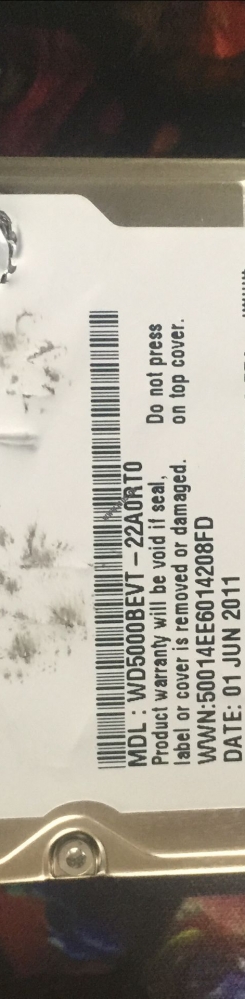 MDL: WD5000BEVT-22A0RT0
Product warranty will be void if seal,
label or cover is removed or damaged.
Do not press
on top cover.
WWN:50014EE6014208FD
DATE: 01 JUN 2011